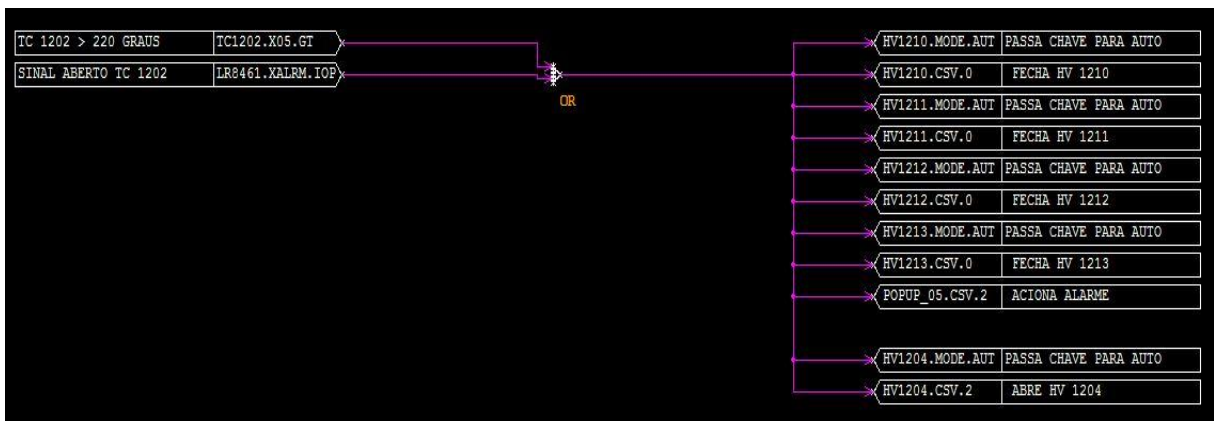 TC 1202 > 220 GRAUS TC1202.X05.GT
SINAL ABERTO TC 1202 LR8461.XALRM.IOP
OR
HV1210.MODE.AUT PASSA CHAVE PARA AUTO
HV1210.CSV.0 FECHA HV 1210
HV1211.MODE.AUT PASSA CHAVE PARA AUTO
HV1211.CSV.0 FECHA HV 1211
HV1212.MODE.AUT PASSA CHAVE PARA AUTO
HV1212.CSV.0 FECHA HV 1212
HV1213.MODE.AUT PASSA CHAVE PARA AUTO
HV1213.CSV.0 FECHA HV 1213
POPUP_05.CSV.2 ACIONA ALARME
HV1204.MODE.AUT PASSA CHAVE PARA AUTO
HV1204.CSV.2 ABRE HV 1204